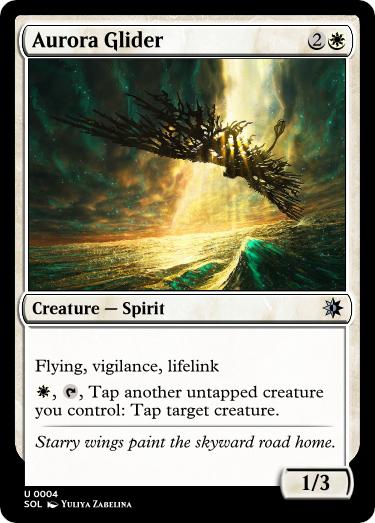 Aurora Glider 2
Creature — Spirit
Flying, vigilance, lifelink
, , Tap another untapped creature
you control: Tap target creature.
Starry wings paint the skyward road home.
1/3
U 0004
SOL Yuliya Zabelina